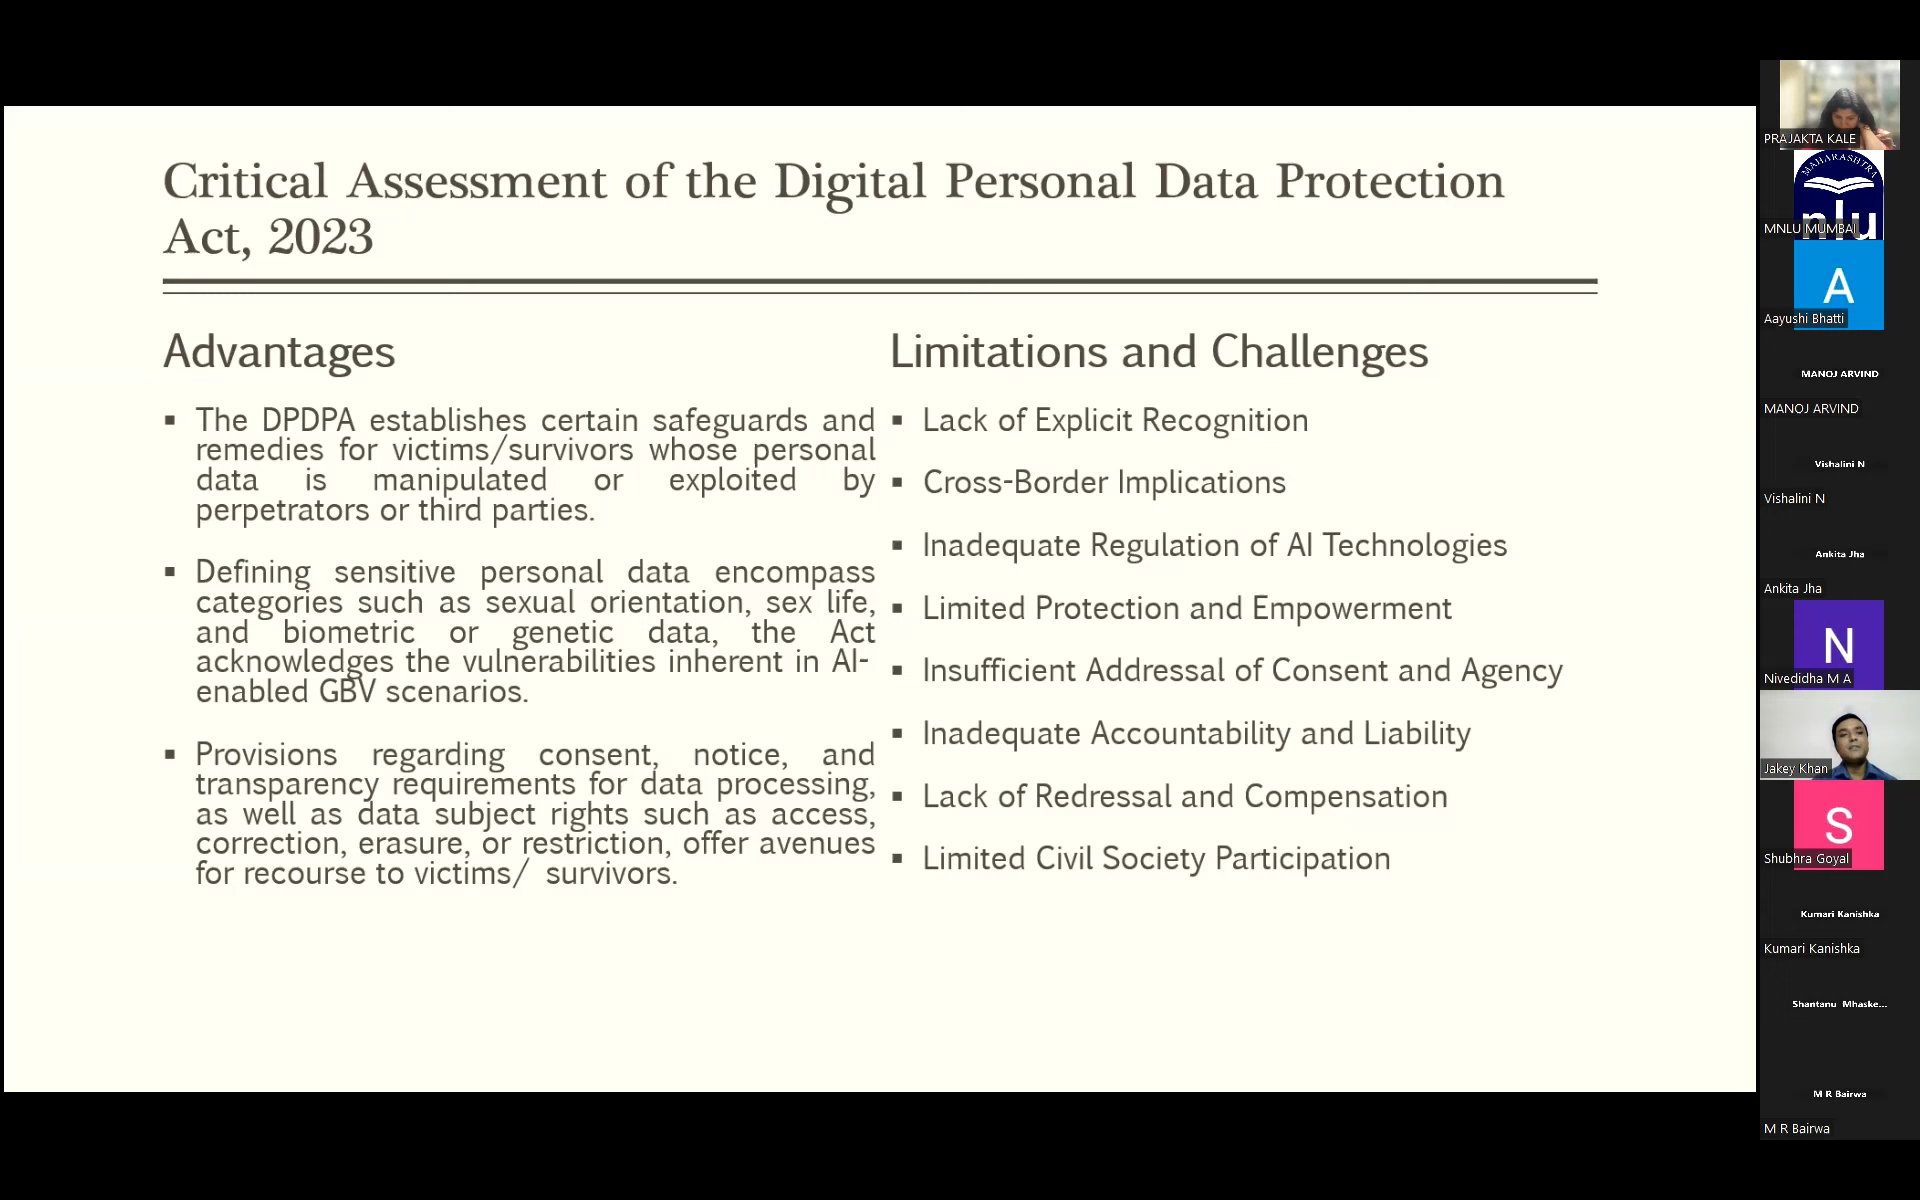 Critical Assessment of the Digital Personal Data Protection
Act, 2023
Advantages
▪ The DPDPA establishes certain safeguards and
remedies for victims/survivors whose personal
data is manipulated or exploited by
perpetrators or third parties.
▪ Defining sensitive personal data encompass
categories such as sexual orientation, sex life,
and biometric or genetic data, the Act
acknowledges the vulnerabilities inherent in AI-
enabled GBV scenarios.
▪ Provisions regarding consent, notice, and
transparency requirements for data processing,
as well as data subject rights such as access,
correction, erasure, or restriction, offer avenues
for recourse to victims/ survivors.
Limitations and Challenges
▪ Lack of Explicit Recognition
▪ Cross-Border Implications
▪ Inadequate Regulation of AI Technologies
▪ Limited Protection and Empowerment
▪ Insufficient Addressal of Consent and Agency
▪ Inadequate Accountability and Liability
▪ Lack of Redressal and Compensation
▪ Limited Civil Society Participation
PRAJAKTA KALE
MAHARASHTRA
nlu
MNLU MUMBAI
A
Aayushi Bhatti
MANOJ ARVIND
MANOJ ARVIND
Vishalini N
Vishalini N
Ankita Jha
Ankita Jha
N
Nivedidha M A
Jakey Khan
S
Shubhra Goyal
Kumari Kanishka
Kumari Kanishka
Shantanu Mhaske...
M R Bairwa
M R Bairwa